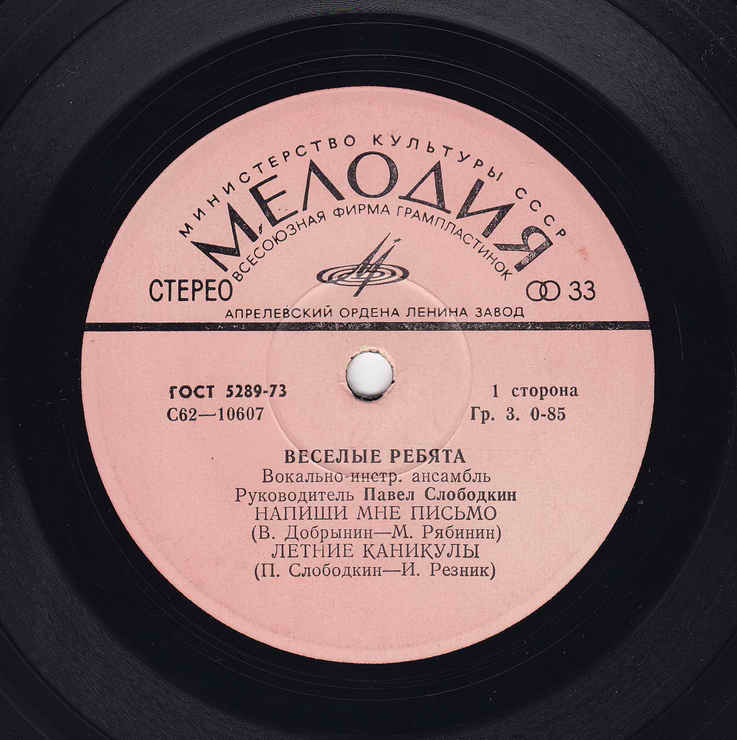 МИНИСТЕРСТВО КУЛЬТУРЫ СССР
МЕЛОДИЯ
ВСЕСОЮЗНАЯ ФИРМА ГРАМПЛАСТИНОК
СТЕРЕО 33
АПРЕЛЕВСКИЙ ОРДЕНА ЛЕНИНА ЗАВОД
ГОСТ 5289-73 1 сторона
С62—10607 Гр. 3. 0-85
ВЕСЕЛЫЕ РЕБЯТА
Вокально-инстр. ансамбль
Руководитель Павел Слободкин
НАПИШИ МНЕ ПИСЬМО
(В. Добрынин—М. Рябинин)
ЛЕТНИЕ КАНИКУЛЫ
(П. Слободкин—И. Резник)